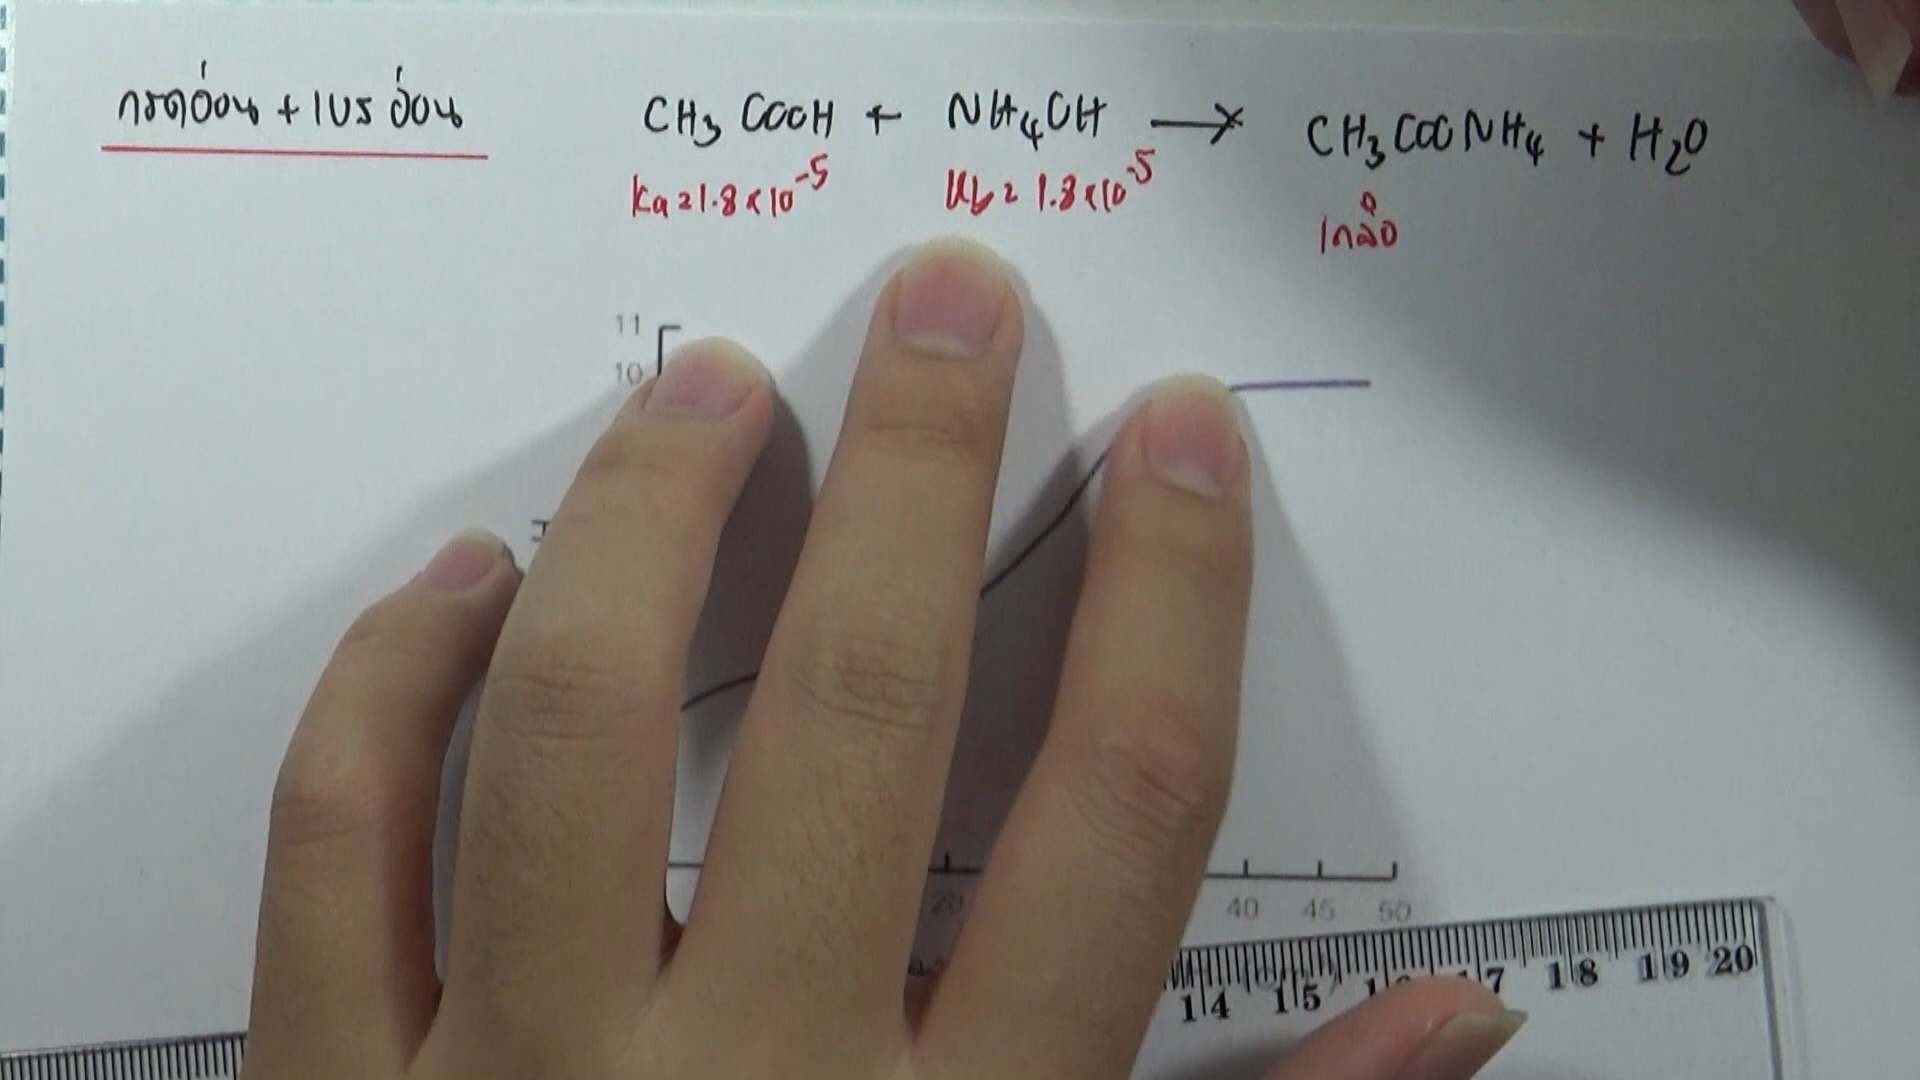 กรดอ่อน + เบสอ่อน
CH₃COOH + NH₄OH → CH₃COONH₄ + H₂O
Ka = 1.8 x 10⁻⁵
Kb = 1.8 x 10⁻⁵
เกลือ
11
10
H
20 40 45 50
14 15 17 18 19 20